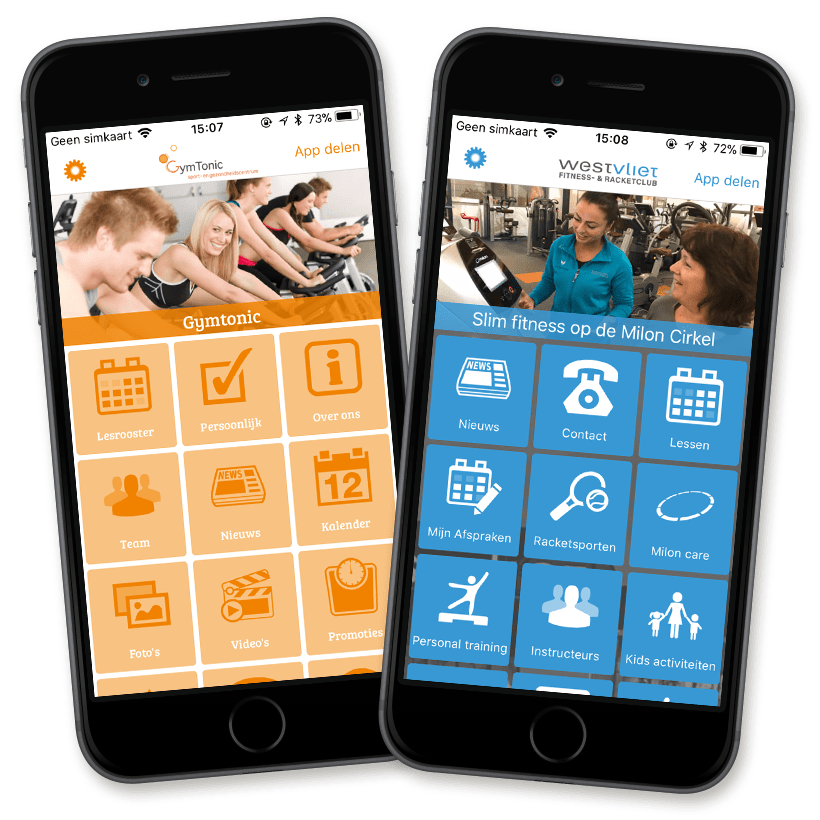 Geen simkaart 15:07 73%
GymTonic
sport- en gezondheidscentrum
App delen
Gymtonic
Lesrooster Persoonlijk Over ons
Team NEWS Nieuws 12 Kalender
Foto's Video's Promoties
Geen simkaart 15:08 72%
westvliet
FITNESS- & RACKETCLUB
App delen
Slim fitness op de Milon Cirkel
NEWS
Nieuws Contact Lessen
Mijn Afspraken Racketsporten Milon care
Personal training Instructeurs Kids activiteiten